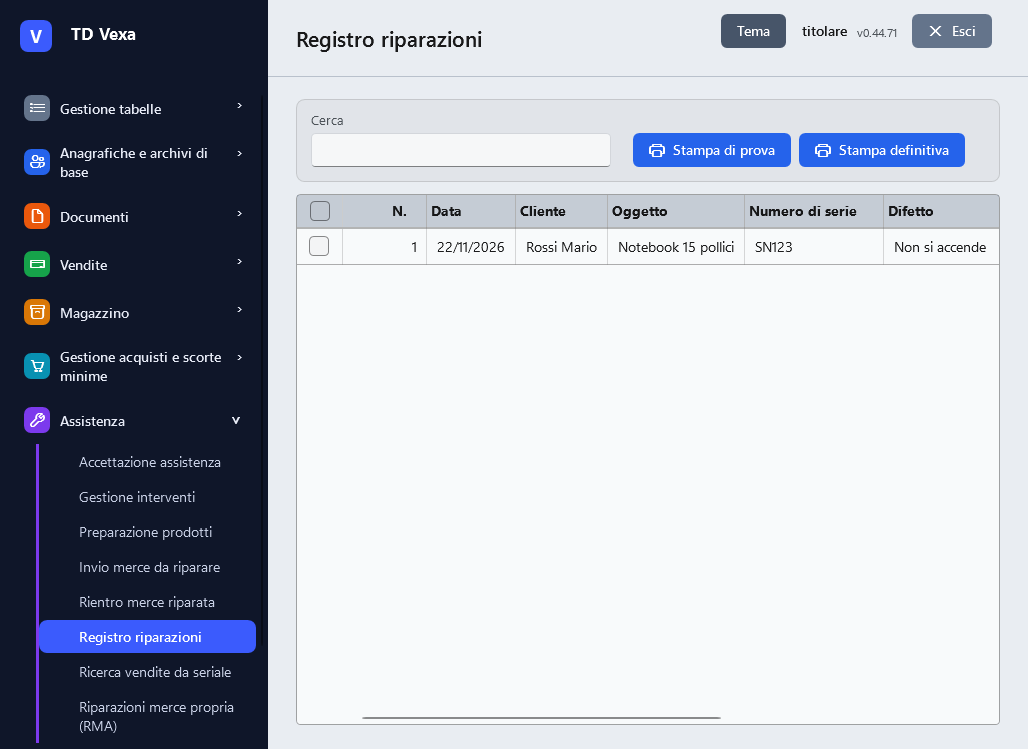 V
TD Vexa
Gestione tabelle
Anagrafiche e archivi di
base
Documenti
Vendite
Magazzino
Gestione acquisti e scorte
minime
Assistenza
Accettazione assistenza
Gestione interventi
Preparazione prodotti
Invio merce da riparare
Rientro merce riparata
Registro riparazioni
Ricerca vendite da seriale
Riparazioni merce propria
(RMA)
Registro riparazioni
Tema titolare v0.44.71 Esci
Cerca
Stampa di prova Stampa definitiva
N. Data Cliente Oggetto Numero di serie Difetto
1 22/11/2026 Rossi Mario Notebook 15 pollici SN123 Non si accende